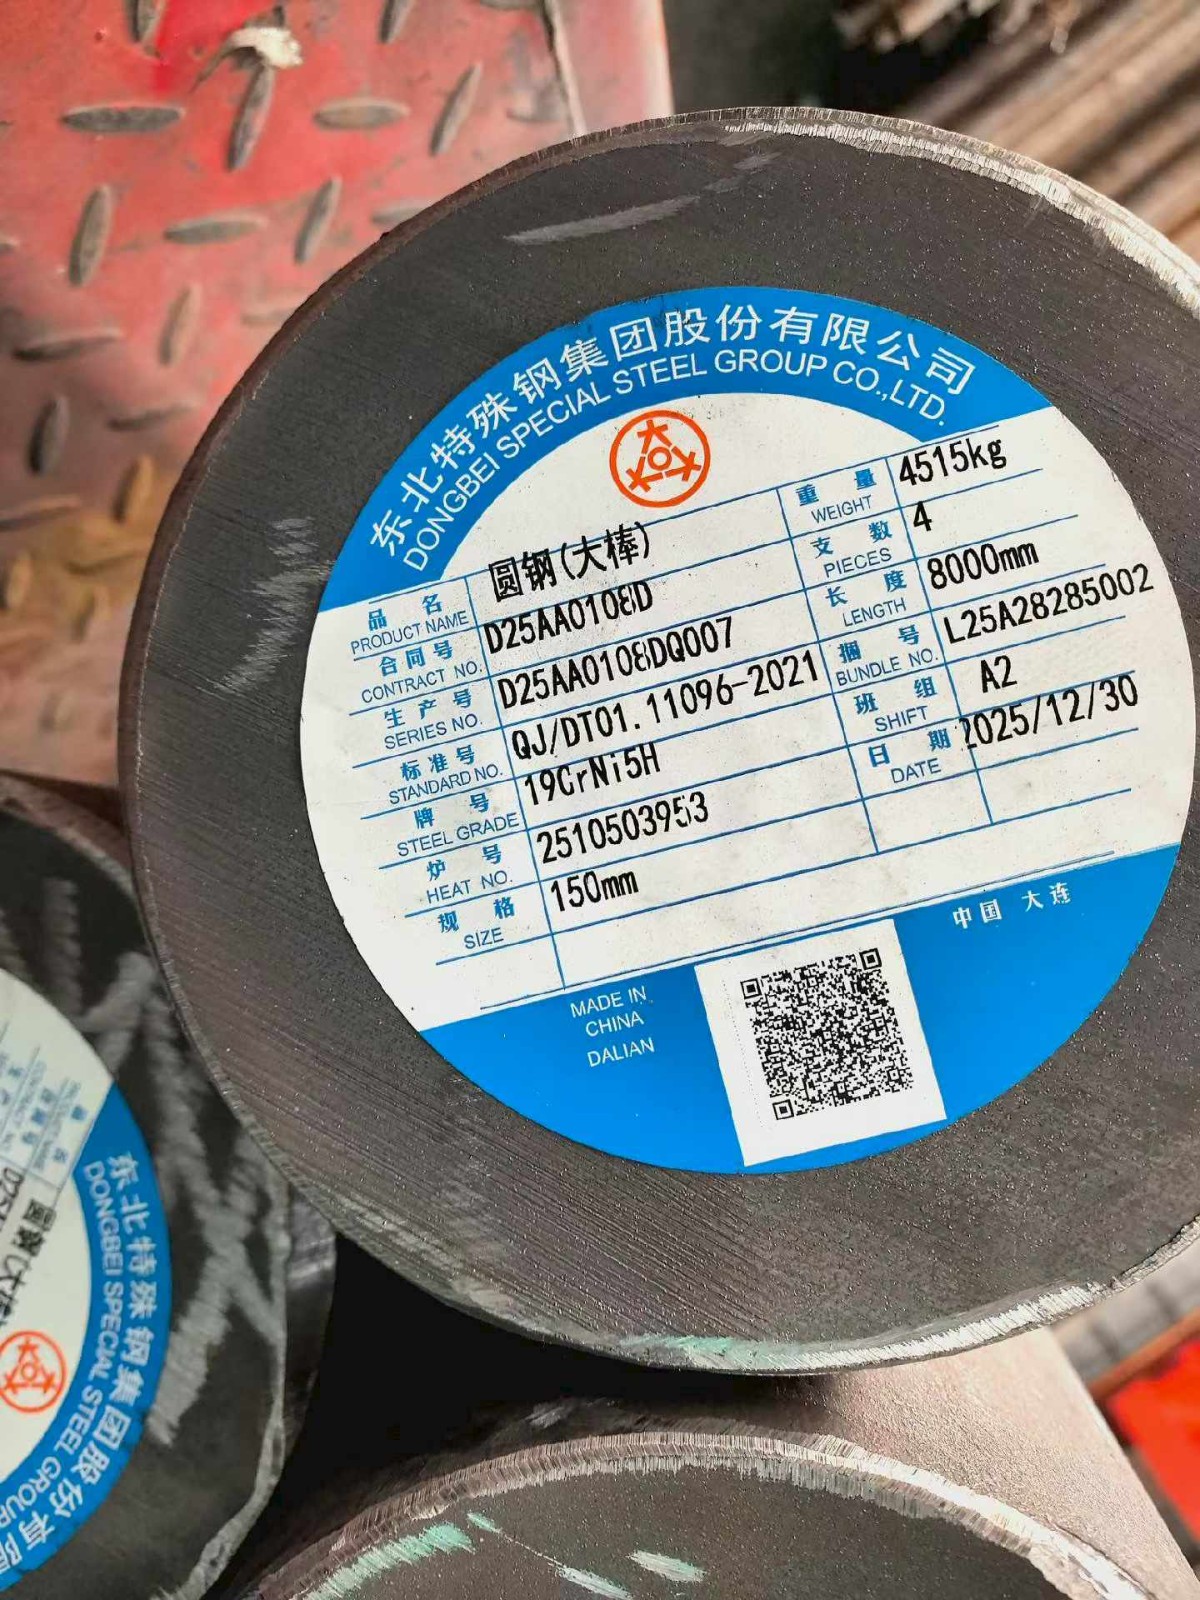 东北特殊钢集团股份有限公司
DONGBEI SPECIAL STEEL GROUP CO.,LTD.
品名 圆钢(大棒)
PRODUCT NAME
合同号 D25AA0108D
CONTRACT NO.
生产号 D25AA0108DQ007
SERIES NO.
标准号 QJ/DT01.11096-2021
STANDARD NO.
牌号 19CrNi5H
STEEL GRADE
炉号 2510503953
HEAT NO.
规格 150mm
SIZE
重量 4515kg
WEIGHT
支数 4
PIECES
长度 8000mm
LENGTH
捆号 L25A28285002
BUNDLE NO.
班组 A2
SHIFT
日期 2025/12/30
DATE
MADE IN
CHINA
DALIAN
中国 大连
东北特殊钢集团股份有限
DONGBEI SPECIAL STEEL GROUP
圆钢(大棒